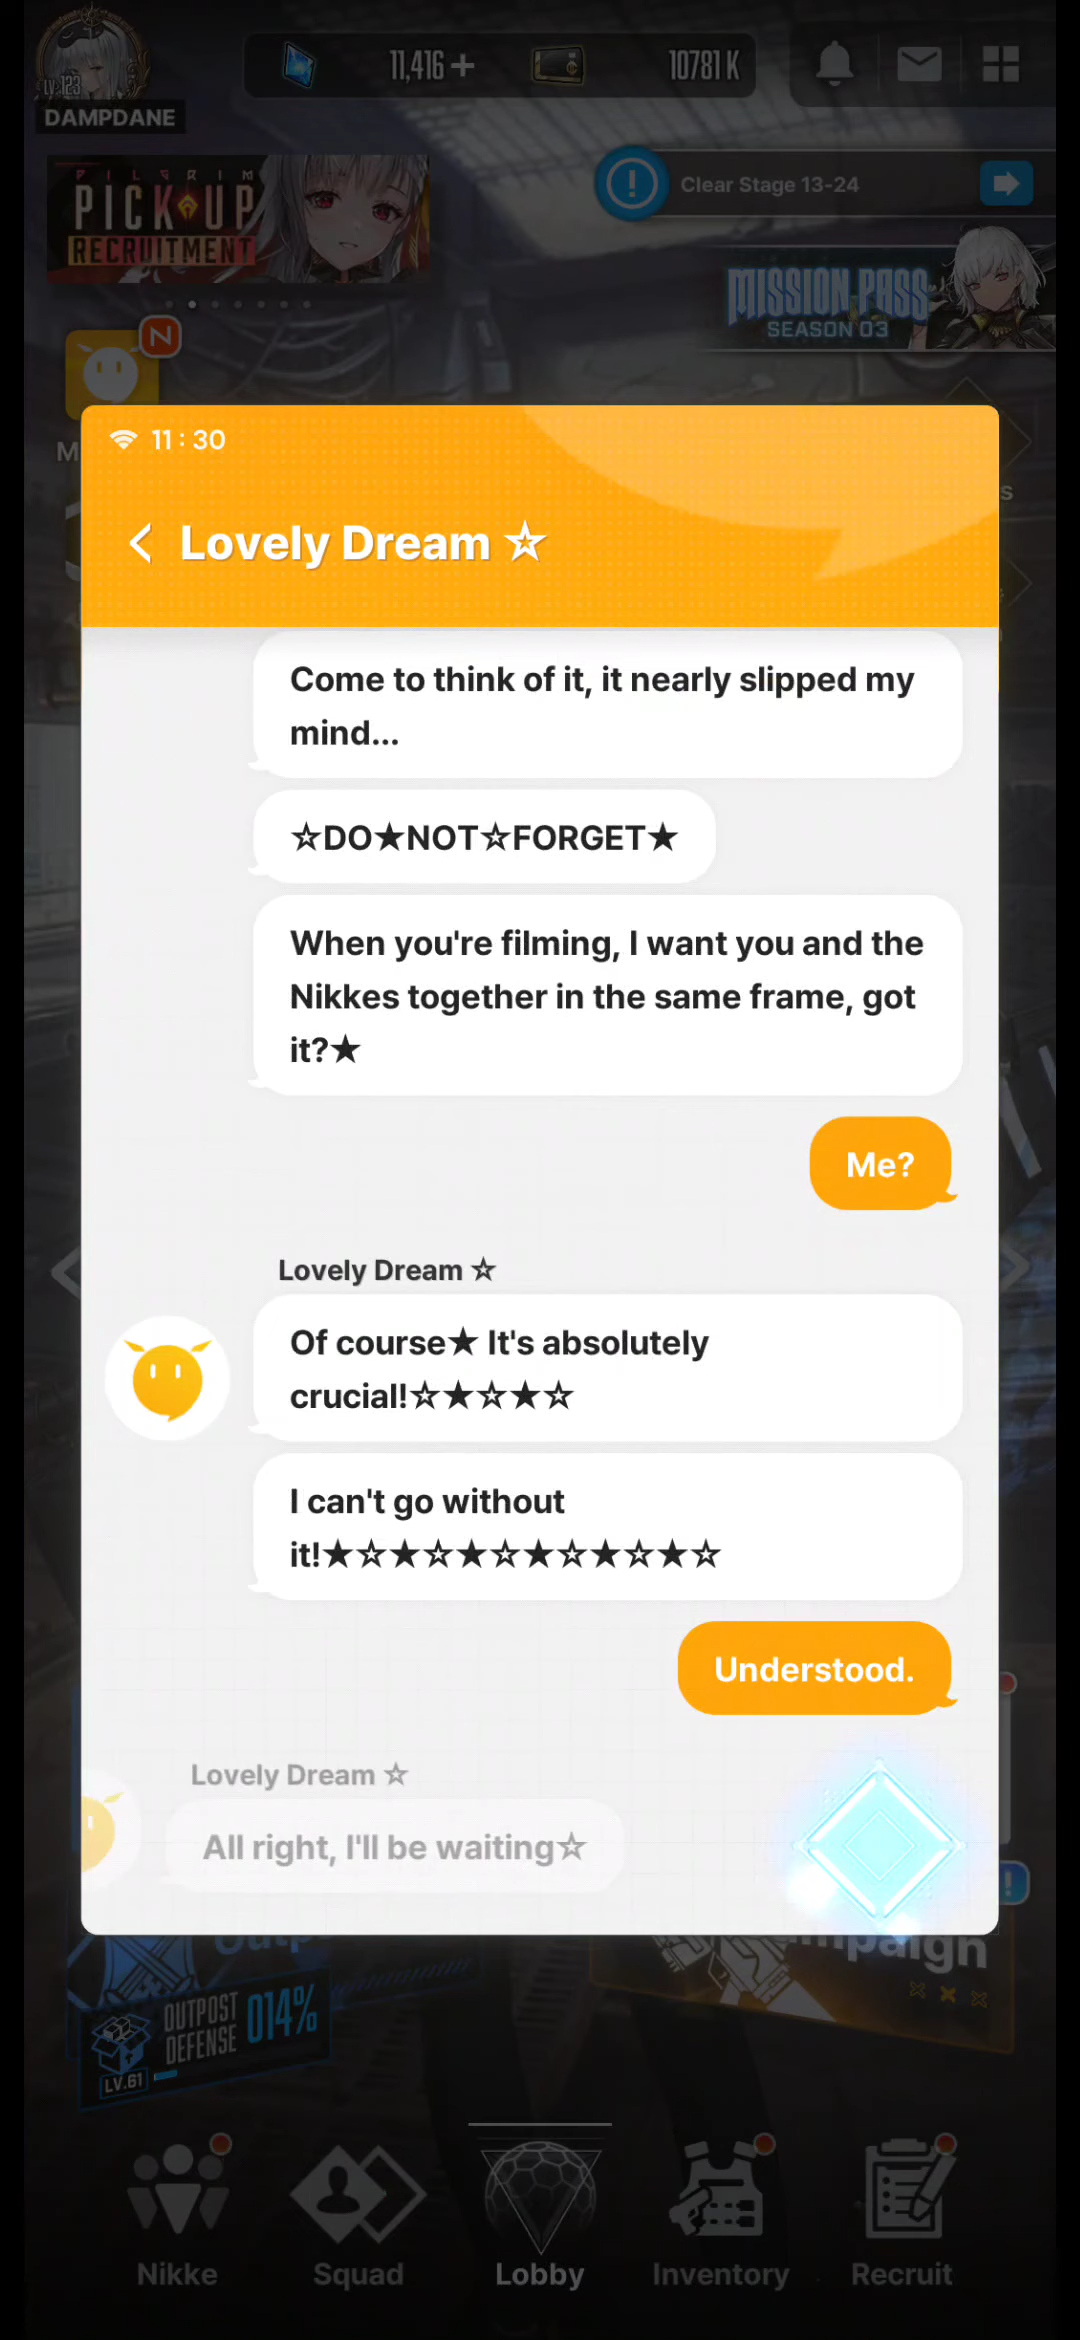 LV.123
11,416 +
10781 K
DAMPDANE
PILGRIM
PICK UP
RECRUITMENT
Clear Stage 13-24
MISSION PASS
SEASON 03
N
M
s
11 : 30
Lovely Dream ☆
Come to think of it, it nearly slipped my
mind...
☆DO★NOT☆FORGET★
When you're filming, I want you and the
Nikkes together in the same frame, got
it?★
Me?
Lovely Dream ☆
Of course★ It's absolutely
crucial!☆★☆★☆
I can't go without
it!★☆★☆★☆★☆★☆★☆
Understood.
Lovely Dream ☆
All right, I'll be waiting☆
OUTPOST
DEFENSE
014%
LV.61
Nikke
Squad
Lobby
Inventory
Recruit